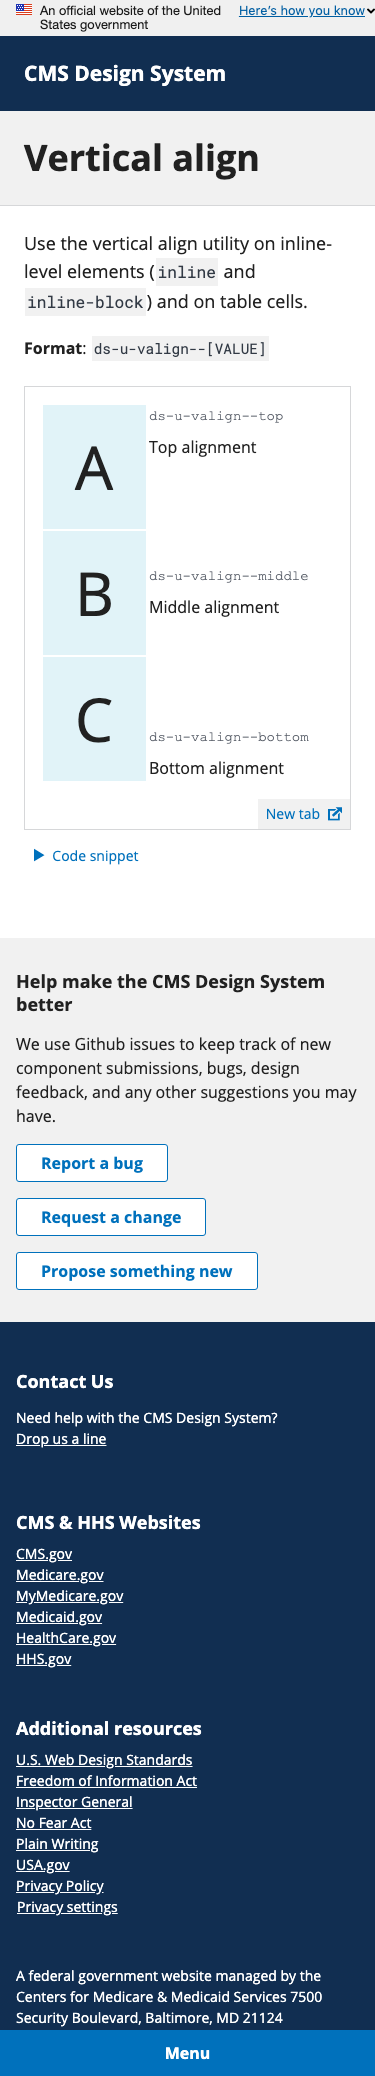 An official website of the United
States government
Here's how you know
CMS Design System
Vertical align
Use the vertical align utility on inline-
level elements (inline and
inline-block) and on table cells.
Format: ds-u-valign--[VALUE]
A
ds-u-valign--top
Top alignment
B
ds-u-valign--middle
Middle alignment
C
ds-u-valign--bottom
Bottom alignment
New tab
Code snippet
Help make the CMS Design System
better
We use Github issues to keep track of new
component submissions, bugs, design
feedback, and any other suggestions you may
have.
Report a bug
Request a change
Propose something new
Contact Us
Need help with the CMS Design System?
Drop us a line
CMS & HHS Websites
CMS.gov
Medicare.gov
MyMedicare.gov
Medicaid.gov
HealthCare.gov
HHS.gov
Additional resources
U.S. Web Design Standards
Freedom of Information Act
Inspector General
No Fear Act
Plain Writing
USA.gov
Privacy Policy
Privacy settings
A federal government website managed by the
Centers for Medicare & Medicaid Services 7500
Security Boulevard, Baltimore, MD 21124
Menu